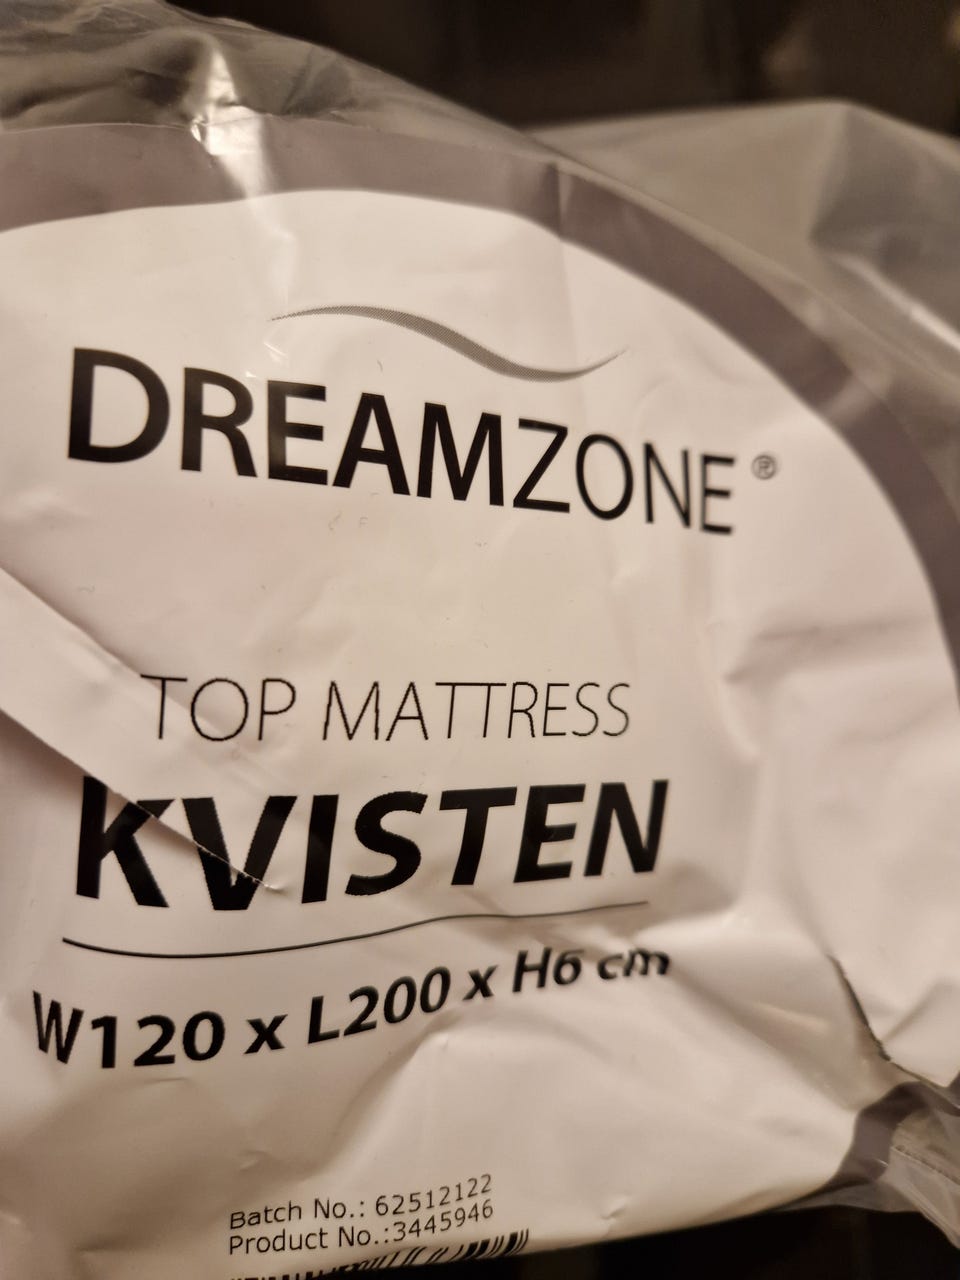 DREAMZONE®
TOP MATTRESS
KVISTEN
W120 x L200 x H6 cm
Batch No.: 62512122
Product No.:3445946